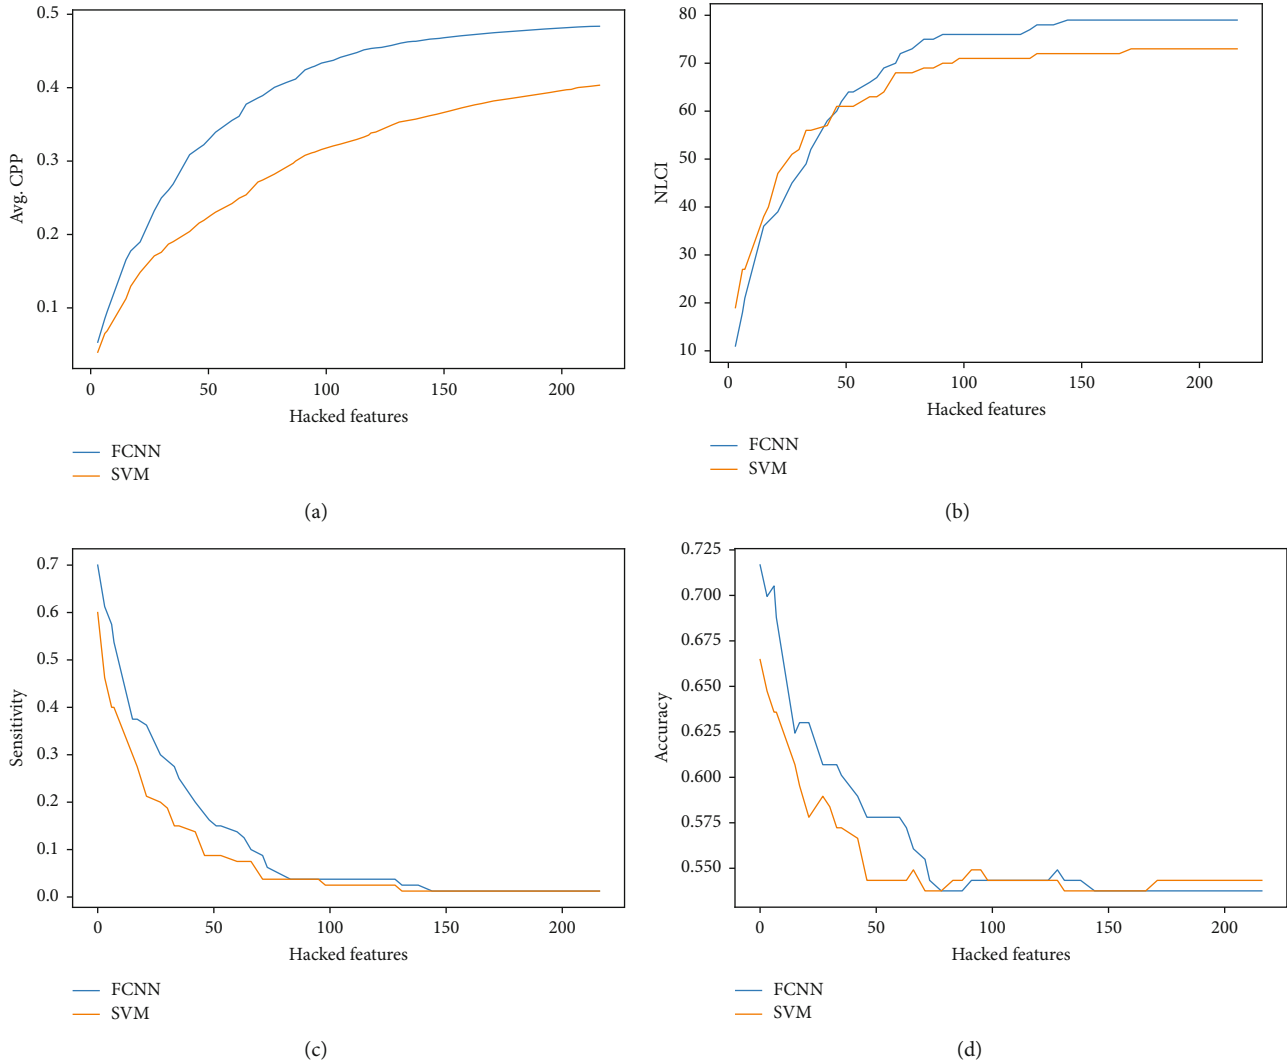 0.5
0.4
0.3
0.2
0.1
Avg. CPP
0
50
100
150
200
Hacked features
FCNN
SVM
(a)
80
70
60
50
40
30
20
10
NLCI
0
50
100
150
200
Hacked features
FCNN
SVM
(b)
0.7
0.6
0.5
0.4
0.3
0.2
0.1
0.0
Sensitivity
0
50
100
150
200
Hacked features
FCNN
SVM
(c)
0.725
0.700
0.675
0.650
0.625
0.600
0.575
0.550
Accuracy
0
50
100
150
200
Hacked features
FCNN
SVM
(d)